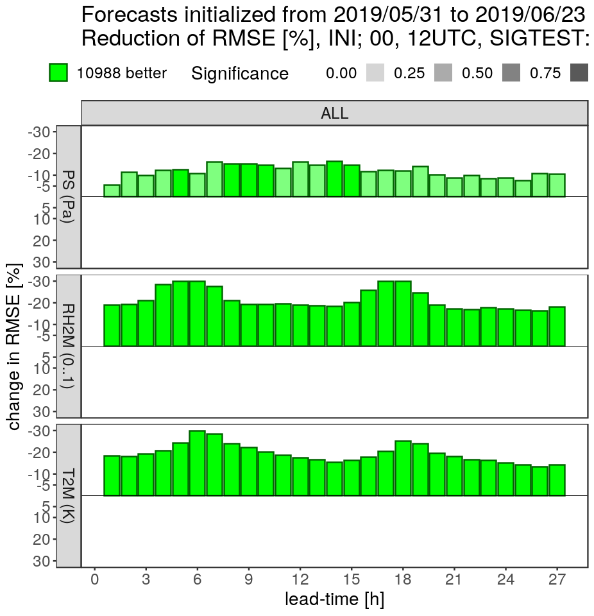 Forecasts initialized from 2019/05/31 to 2019/06/23
Reduction of RMSE [%], INI; 00, 12UTC, SIGTEST:
10988 better Significance 0.00 0.25 0.50 0.75
ALL
change in RMSE [%]
PS (Pa)
-30
-20
-10
-5
5
10
20
30
RH2M (0..1)
-30
-20
-10
-5
5
10
20
30
T2M (K)
-30
-20
-10
-5
5
10
20
30
0 3 6 9 12 15 18 21 24 27
lead-time [h]